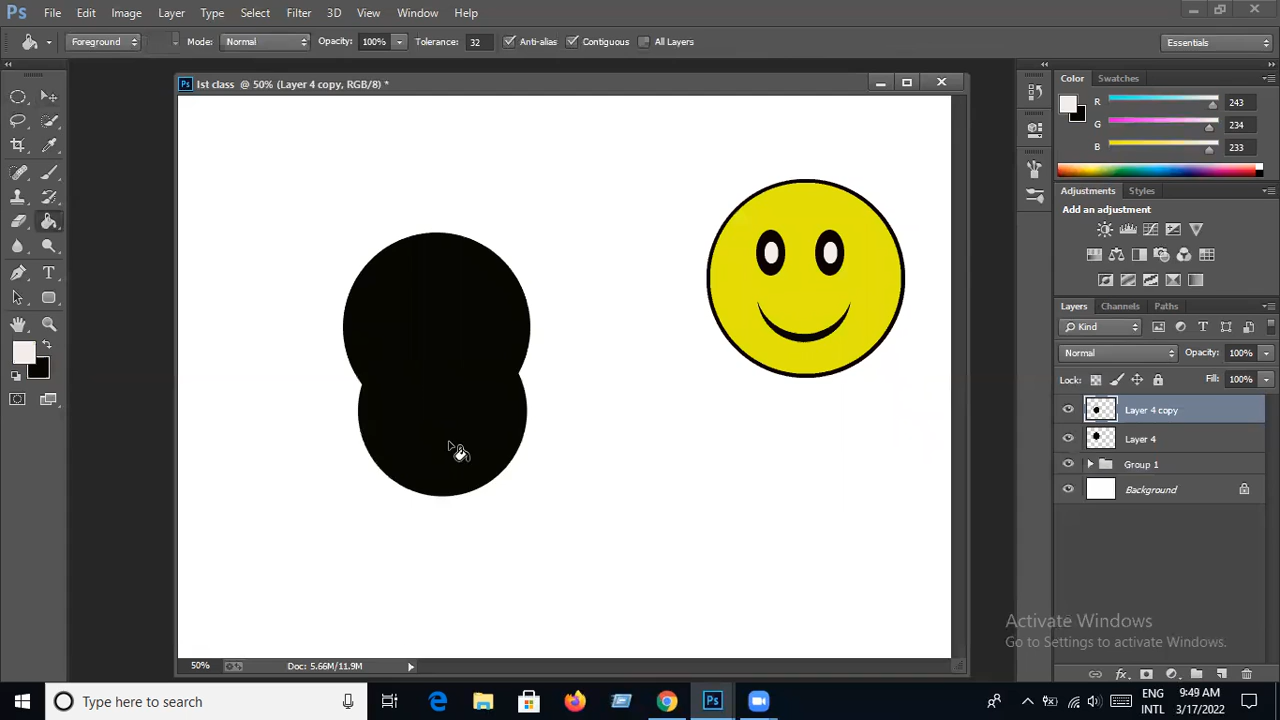 Ps File Edit Image Layer Type Select Filter 3D View Window Help
Foreground Mode: Normal Opacity: 100% Tolerance: 32 Anti-alias Contiguous All Layers Essentials
Ps Ist class @ 50% (Layer 4 copy, RGB/8) *
Color Swatches
R 243
G 234
B 233
Adjustments Styles
Add an adjustment
Layers Channels Paths
Kind
Normal Opacity: 100%
Lock: Fill: 100%
Layer 4 copy
Layer 4
Group 1
Background
Activate Windows
Go to Settings to activate Windows.
50% Doc: 5.66M/11.9M
Type here to search
ENG 9:49 AM
INTL 3/17/2022